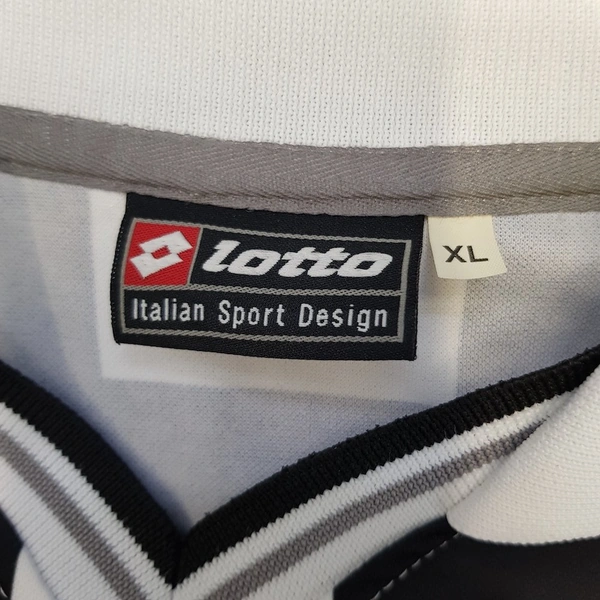 lotto
XL
Italian Sport Design